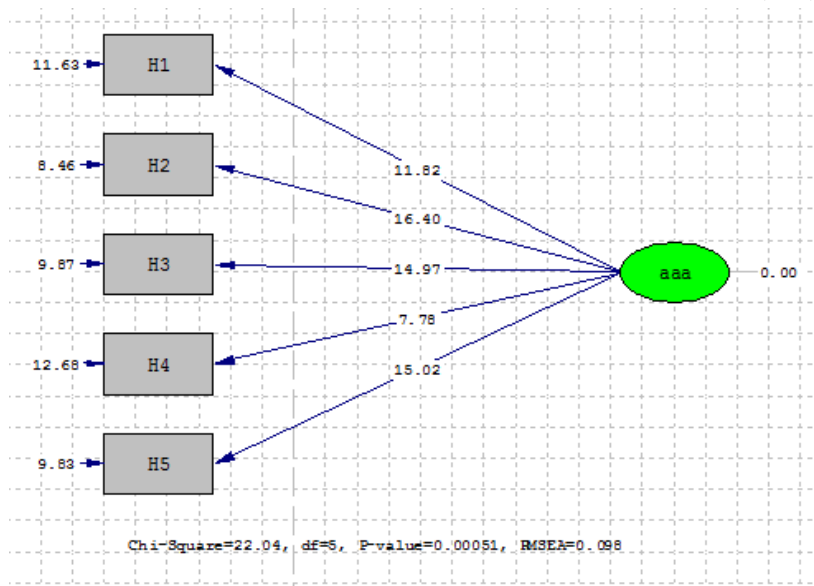 11.63 H1
11.82
8.46 H2
16.40
9.87 H3
14.97
aaa 0.00
7.78
12.68 H4
15.02
9.83 H5
Chi-Square=22.04, df=5, P-value=0.00051, RMSEA=0.098